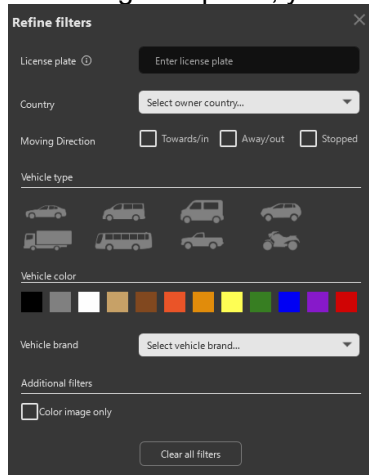 Refine filters
License plate
Enter license plate
Country
Select owner country...
Moving Direction
Towards/in
Away/out
Stopped
Vehicle type
Vehicle color
Vehicle brand
Select vehicle brand...
Additional filters
Color image only
Clear all filters